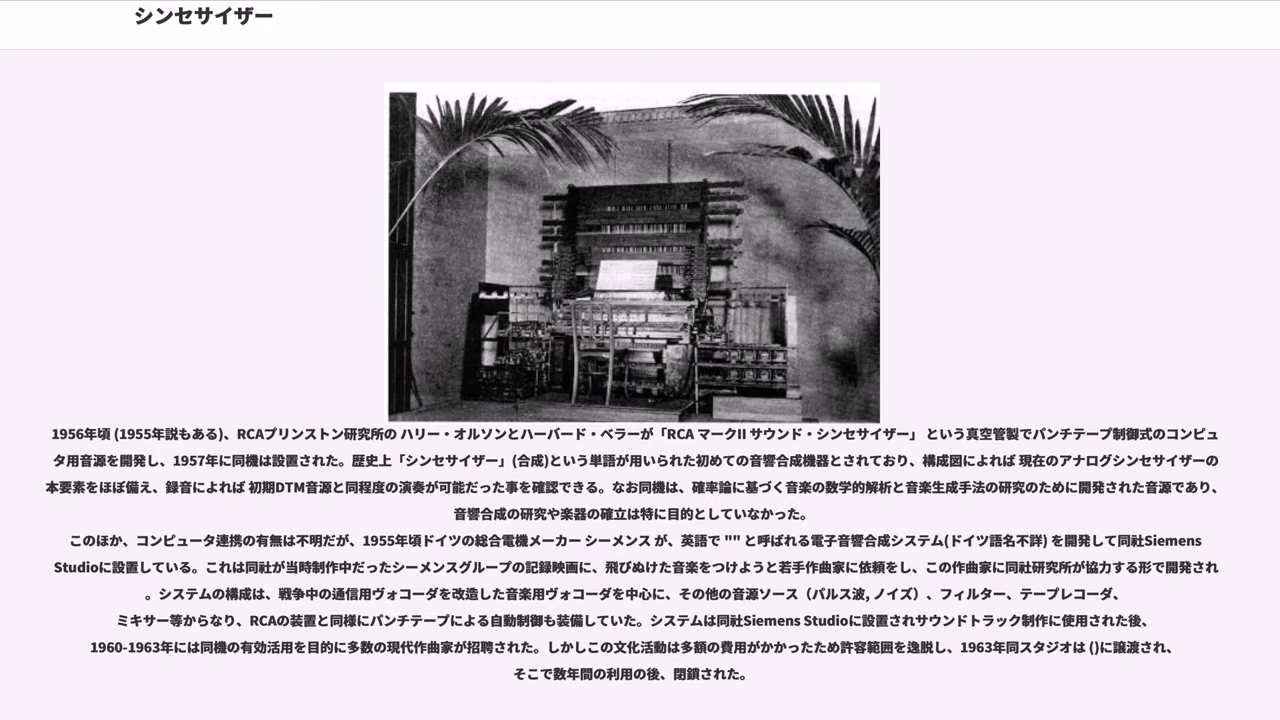 シンセサイザー
1956年頃 (1955年説もある)、RCAプリンストン研究所の ハリー・オルソンとハーバード・ベラーが「RCA マークII サウンド・シンセサイザー」 という真空管製でパンチテープ制御式のコンピュ
ータ用音源を開発し、1957年に同機は設置された。歴史上「シンセサイザー」(合成)という単語が用いられた初めての音響合成機器とされており、構成図によれば 現在のアナログシンセサイザーの
本要素をほぼ備え、録音によれば 初期DTM音源と同程度の演奏が可能だった事を確認できる。なお同機は、確率論に基づく音楽の数学的解析と音楽生成手法の研究のために開発された音源であり、
音響合成の研究や楽器の確立は特に目的としていなかった。
このほか、コンピュータ連携の有無は不明だが、1955年頃ドイツの総合電機メーカー シーメンス が、英語で "" と呼ばれる電子音響合成システム(ドイツ語名不詳) を開発して同社Siemens
Studioに設置している。これは同社が当時制作中だったシーメンスグループの記録映画に、飛びぬけた音楽をつけようと若手作曲家に依頼をし、この作曲家に同社研究所が協力する形で開発され
。システムの構成は、戦争中の通信用ヴォコーダを改造した音楽用ヴォコーダを中心に、その他の音源ソース（パルス波, ノイズ）、フィルター、テープレコーダ、
ミキサー等からなり、RCAの装置と同様にパンチテープによる自動制御も装備していた。システムは同社Siemens Studioに設置されサウンドトラック制作に使用された後、
1960-1963年には同機の有効活用を目的に多数の現代作曲家が招聘された。しかしこの文化活動は多額の費用がかかったため許容範囲を逸脱し、1963年同スタジオは ()に譲渡され、
そこで数年間の利用の後、閉鎖された。